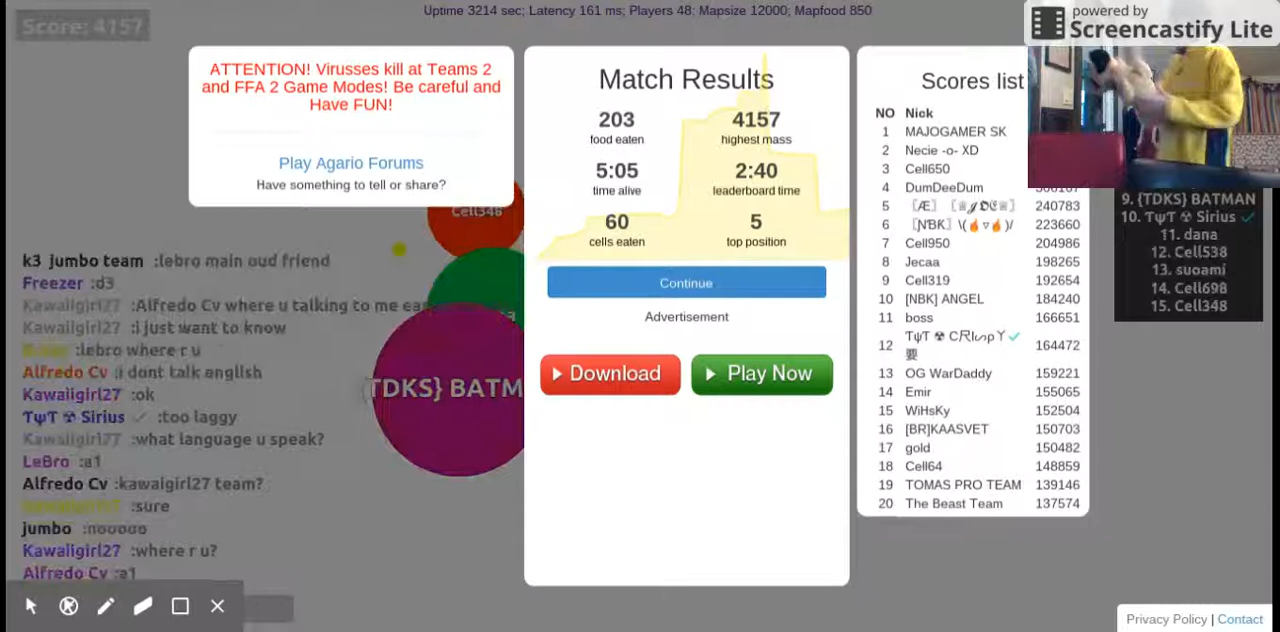 Score: 4157
Uptime 3214 sec; Latency 161 ms; Players 48; Mapsize 12000; Mapfood 850
powered by
Screencastify Lite
ATTENTION! Virusses kill at Teams 2
and FFA 2 Game Modes! Be careful and
Have FUN!
Play Agario Forums
Have something to tell or share?
Cell348
k3 jumbo team :lebro main oud friend
Freezer :d3
Kawaiigirl27 :Alfredo Cv where u talking to me
Kawaiigirl27 :i just want to know
:lebro where r u
Alfredo Cv :i dont talk english
Kawaiigirl27 :ok
TψT ☢ Sirius ✓ :too laggy
Kawaiigirl27 :what language u speak?
LeBro :a1
Alfredo Cv :kawaigirl27 team?
:sure
jumbo :nooooo
Kawaiigirl27 :where r u?
Alfredo Cv :a1
{TDKS} BATM
Match Results
203 4157
food eaten highest mass
5:05 2:40
time alive leaderboard time
60 5
cells eaten top position
Continue
Advertisement
Download Play Now
Scores list
NO Nick
1 MAJOGAMER SK
2 Necie -o- XD
3 Cell650
4 DumDeeDum
5 240783
6 223660
7 Cell950 204986
8 Jecaa 198265
9 Cell319 192654
10 [NBK] ANGEL 184240
11 boss 166651
12 164472
13 OG WarDaddy 159221
14 Emir 155065
15 WiHsKy 152504
16 [BR]KAASVET 150703
17 gold 150482
18 Cell64 148859
19 TOMAS PRO TEAM 139146
20 The Beast Team 137574
9. {TDKS} BATMAN
10. TψT ☢ Sirius ✓
11. dana
12. Cell538
13. suoami
14. Cell698
15. Cell348
Privacy Policy | Contact